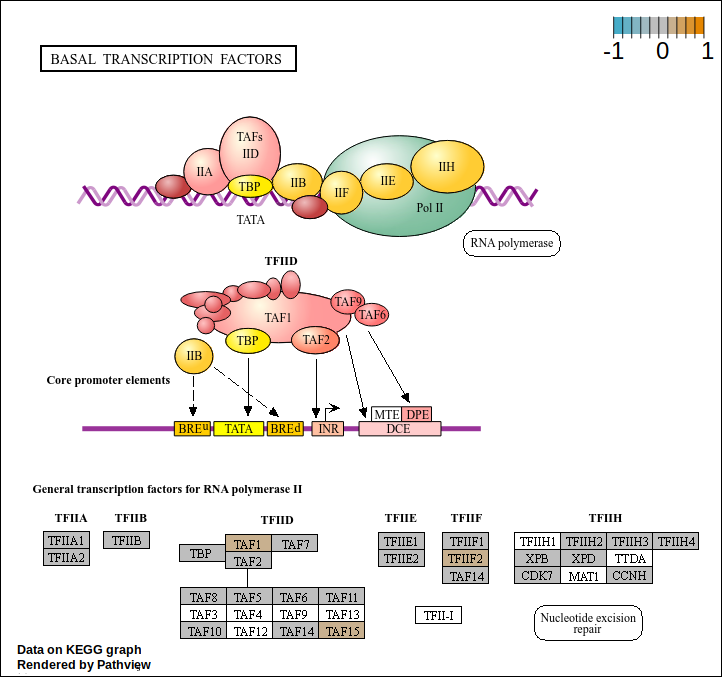 -1 0 1
BASAL TRANSCRIPTION FACTORS
TAFs
IID
IIA
TBP
IIB
IIF
IIE
IIH
Pol II
TATA
RNA polymerase
TFIID
TAF1
TAF9
TAF6
TBP
TAF2
IIB
Core promoter elements
MTE DPE
BREu TATA BREd INR DCE
General transcription factors for RNA polymerase II
TFIIA TFIIB TFIID TFIIE TFIIF TFIIH
TFIIA1 TFIIB TAF1 TAF7 TFIIE1 TFIIF1 TFIIH1 TFIIH2 TFIIH3 TFIIH4
TFIIA2 TBP TAF2 TFIIE2 TFIIF2 XPB XPD TTDA
TAF14 CDK7 MAT1 CCNH
TAF8 TAF5 TAF6 TAF11
TAF3 TAF4 TAF9 TAF13
TAF10 TAF12 TAF14 TAF15
TFII-I
Nucleotide excision
repair
Data on KEGG graph
Rendered by Pathview